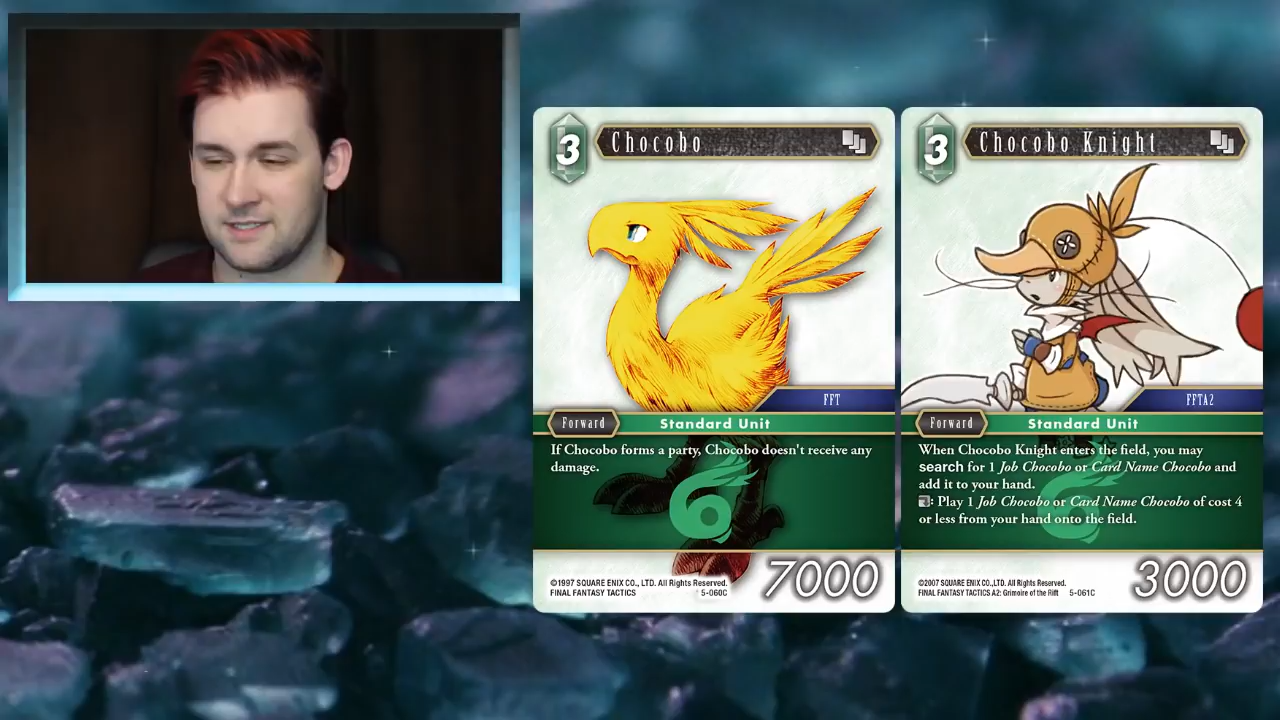 3
Chocobo
FFT
Forward
Standard Unit
If Chocobo forms a party, Chocobo doesn't receive any
damage.
©1997 SQUARE ENIX CO., LTD. All Rights Reserved.
FINAL FANTASY TACTICS 5-060C
7000
3
Chocobo Knight
FFTA2
Forward
Standard Unit
When Chocobo Knight enters the field, you may
search for 1 Job Chocobo or Card Name Chocobo and
add it to your hand.
: Play 1 Job Chocobo or Card Name Chocobo of cost 4
or less from your hand onto the field.
©2007 SQUARE ENIX CO.,LTD. All Rights Reserved.
FINAL FANTASY TACTICS A2: Grimoire of the Rift 5-061C
3000